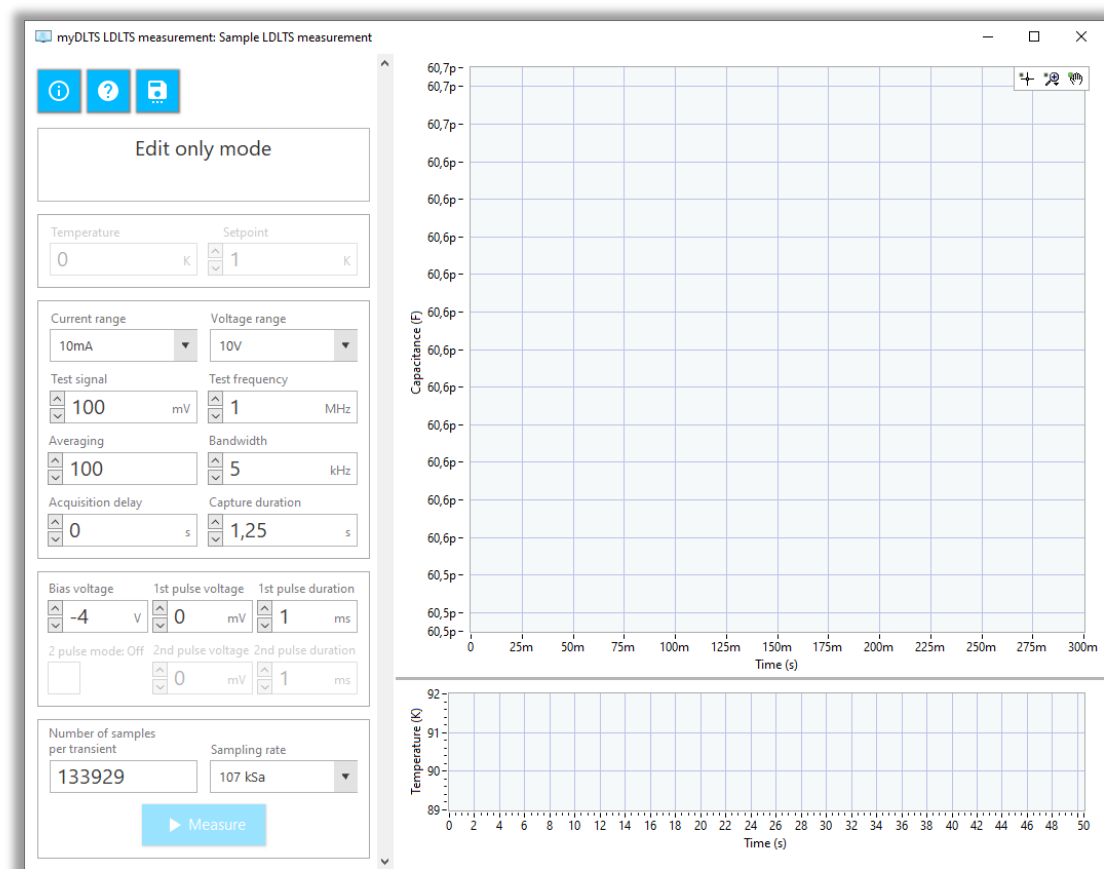 myDLTS LDLTS measurement: Sample LDLTS measurement
Edit only mode
Temperature Setpoint
0 K 1 K
Current range Voltage range
10mA 10V
Test signal Test frequency
100 mV 1 MHz
Averaging Bandwidth
100 5 kHz
Acquisition delay Capture duration
0 s 1,25 s
Bias voltage 1st pulse voltage 1st pulse duration
-4 V 0 mV 1 ms
2 pulse mode: Off 2nd pulse voltage 2nd pulse duration
0 mV 1 ms
Number of samples
per transient Sampling rate
133929 107 kSa
Measure
60,7p
60,7p
60,7p
60,6p
60,6p
60,6p
60,6p
60,6p
60,6p
60,6p
60,6p
60,6p
60,6p
60,6p
60,5p
60,5p
60,5p
Capacitance (F)
0 25m 50m 75m 100m 125m 150m 175m 200m 225m 250m 275m 300m
Time (s)
92
91
90
89
Temperature (K)
0 2 4 6 8 10 12 14 16 18 20 22 24 26 28 30 32 34 36 38 40 42 44 46 48 50
Time (s)